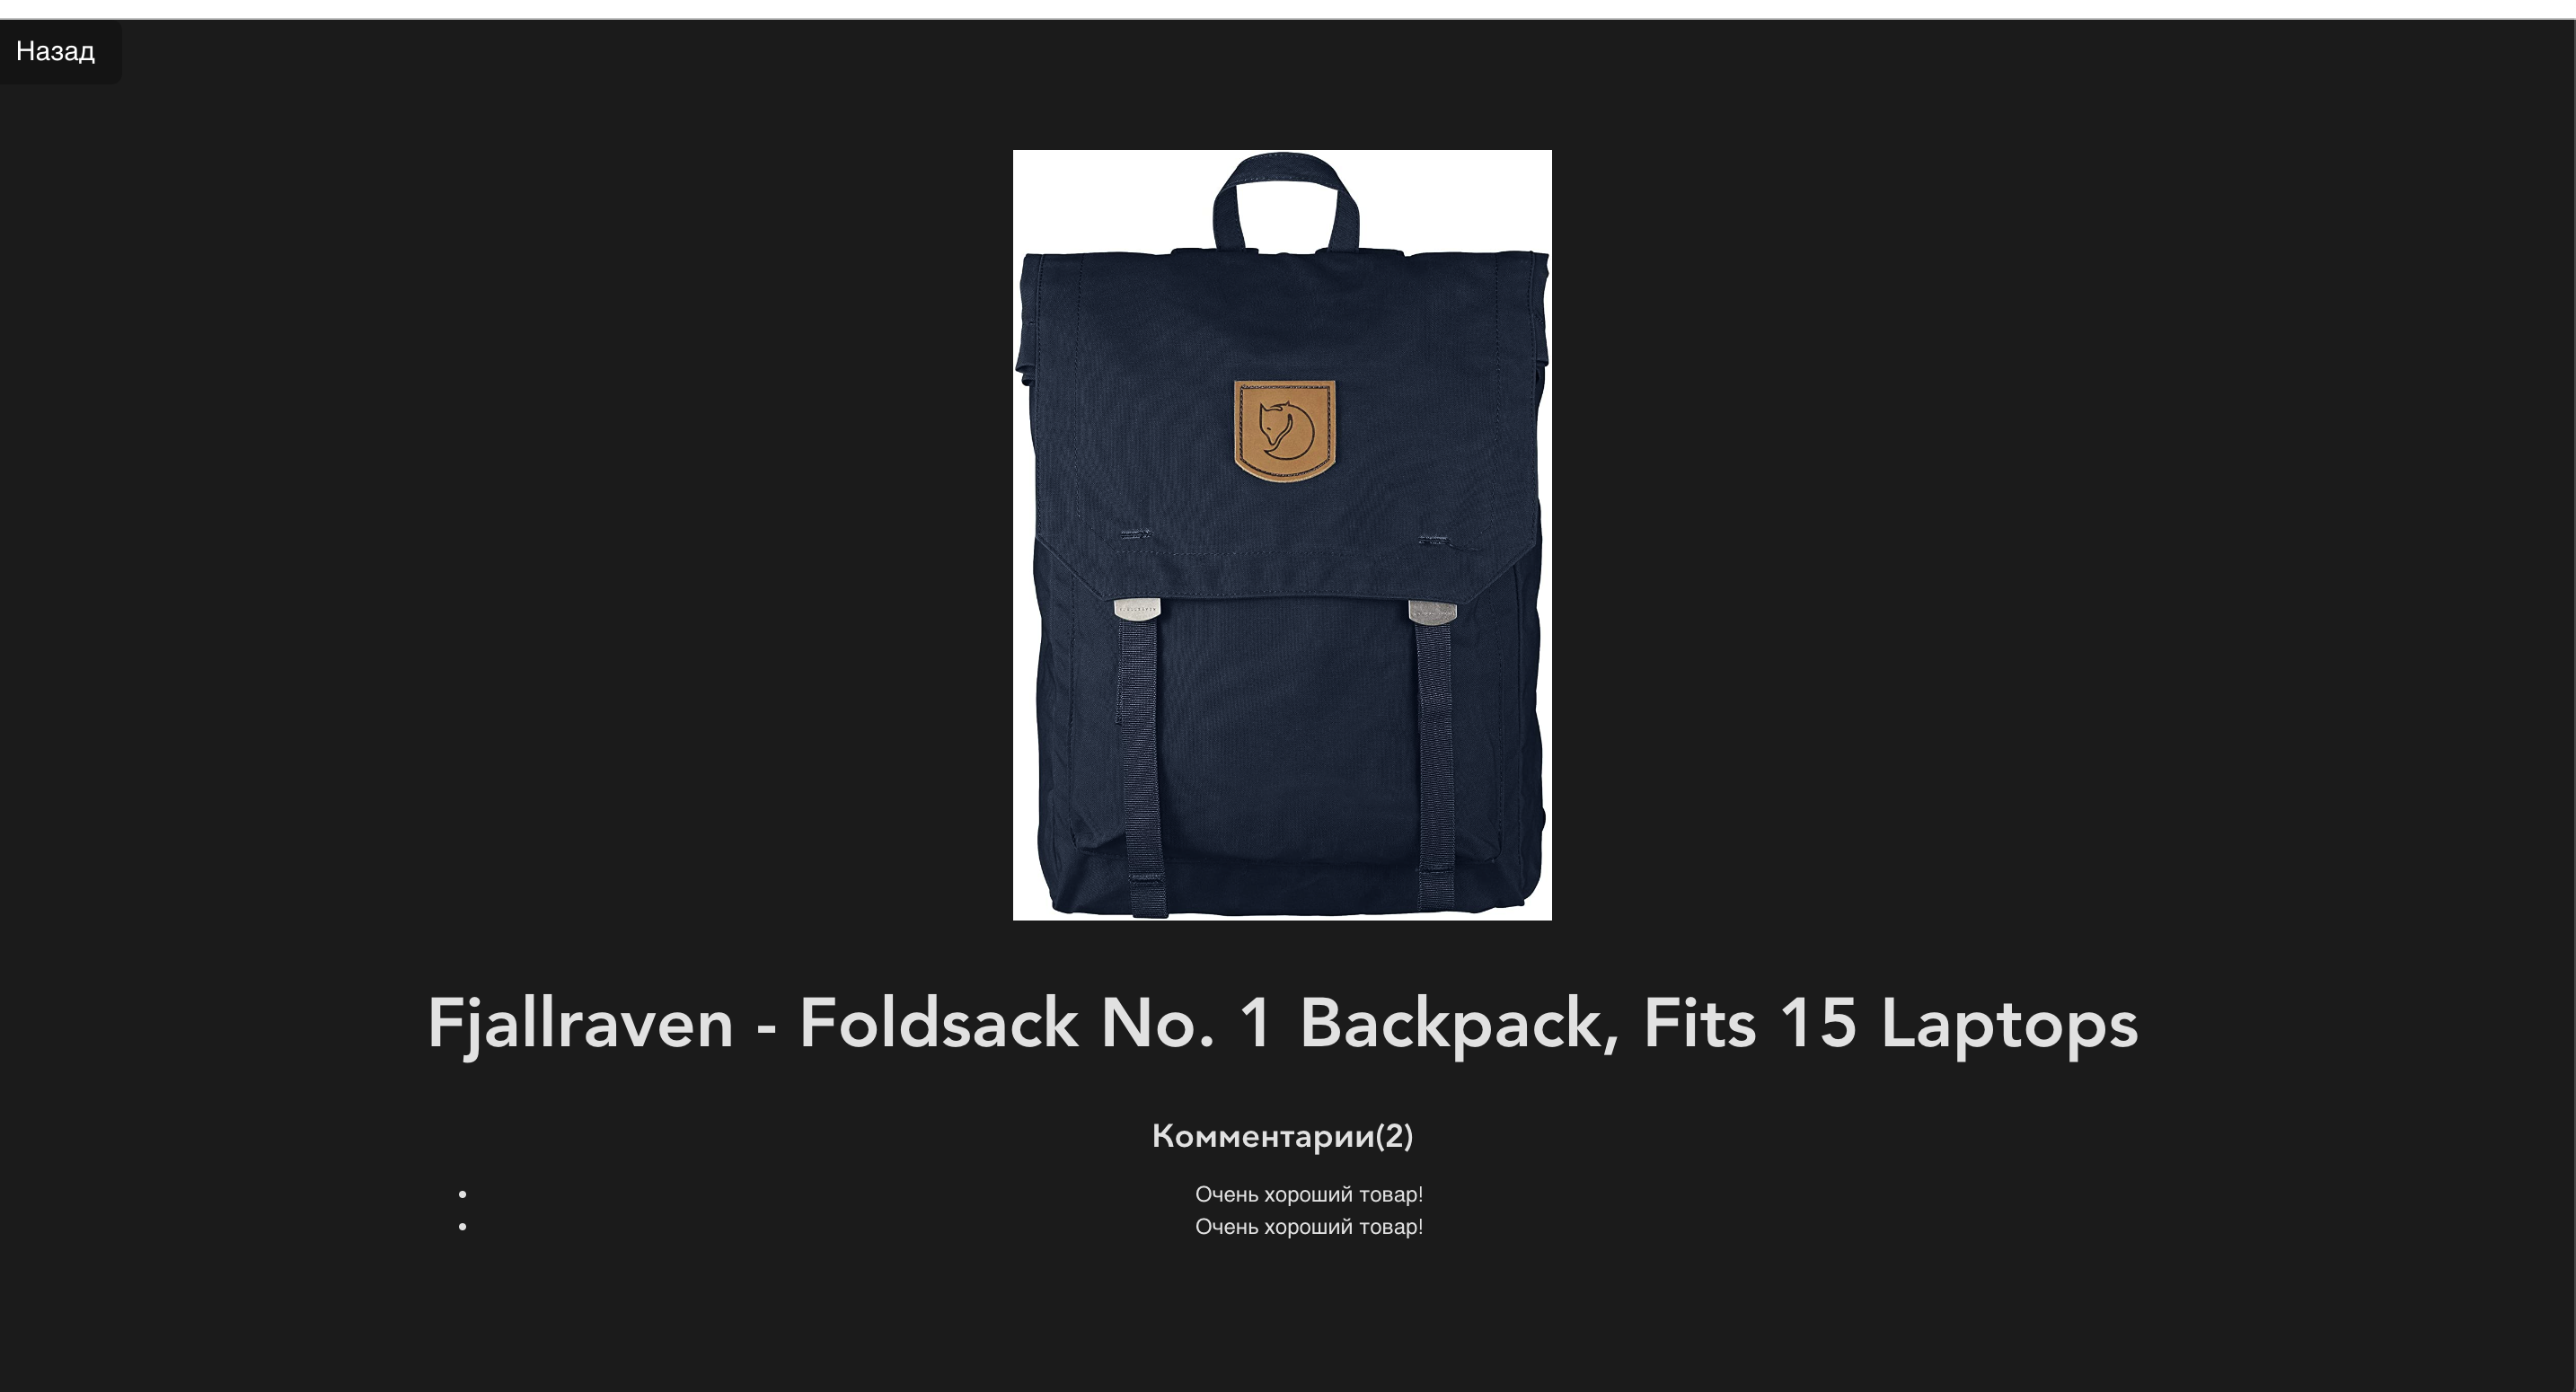 Назад
Fjallraven - Foldsack No. 1 Backpack, Fits 15 Laptops
Комментарии(2)
• Очень хороший товар!
• Очень хороший товар!